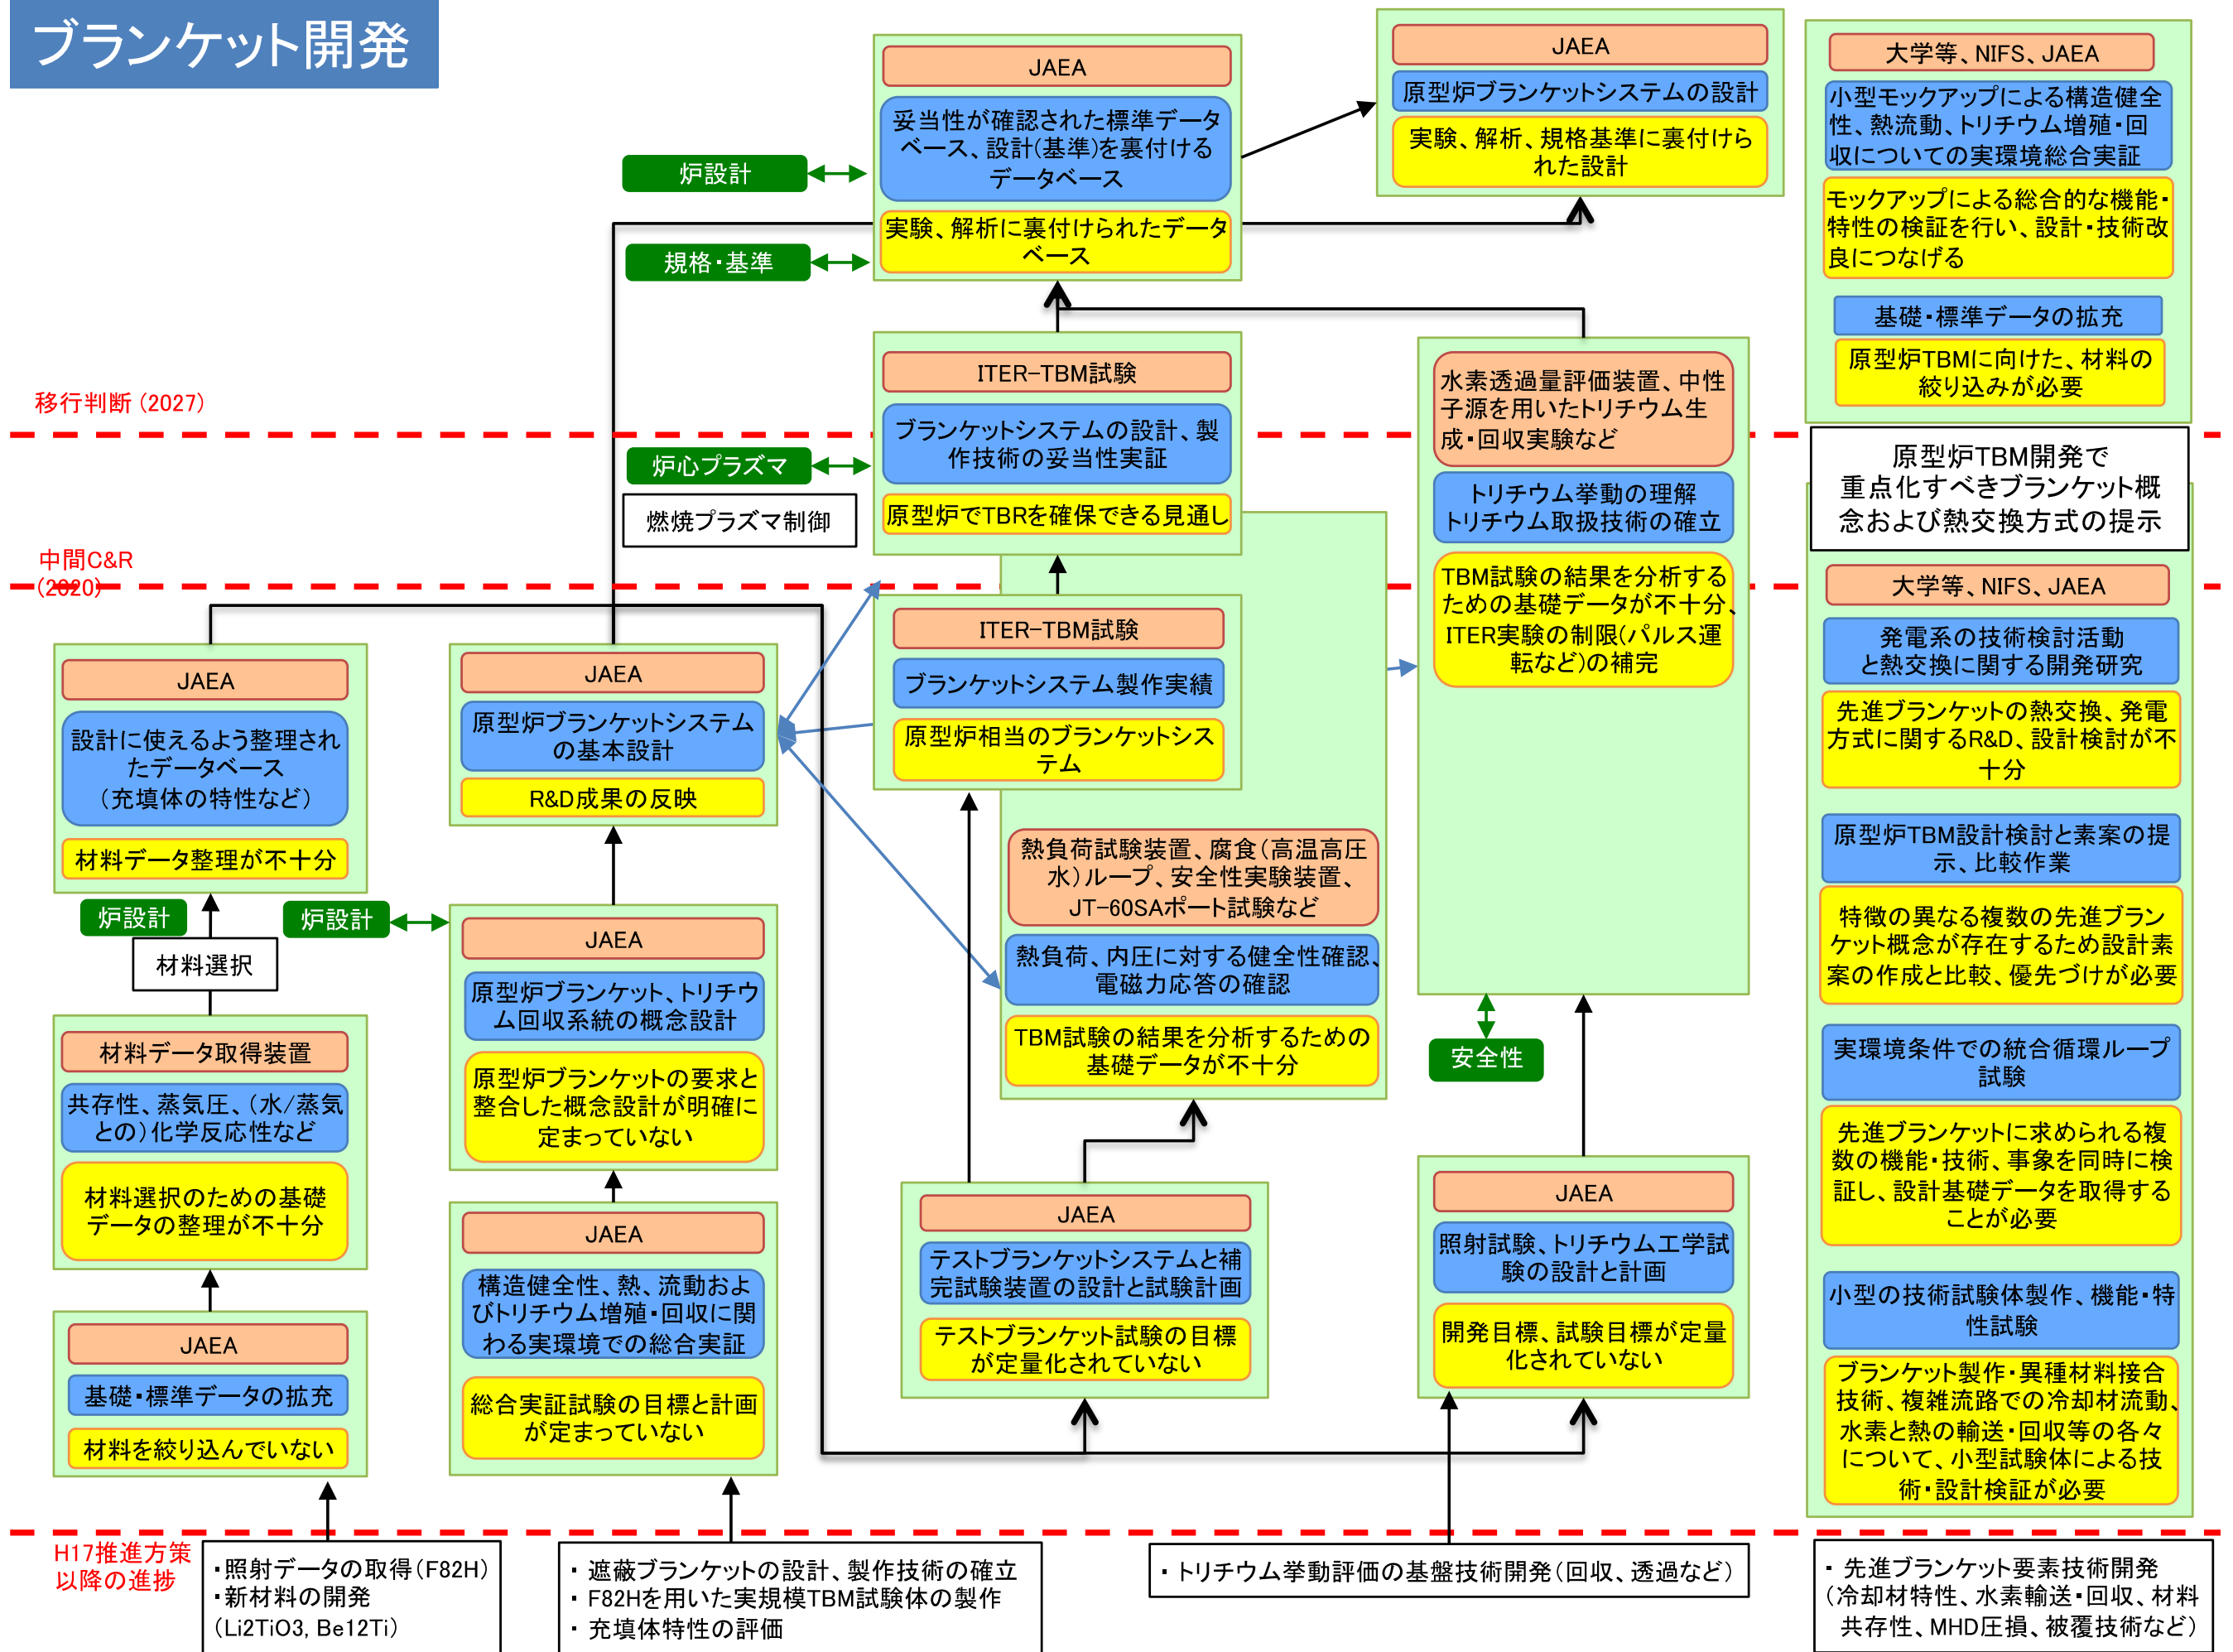 ブランケット開発
JAEA
妥当性が確認された標準データ
ベース、設計(基準)を裏付ける
データベース
実験、解析に裏付けられたデータ
ベース
JAEA
原型炉ブランケットシステムの設計
実験、解析、規格基準に裏付けら
れた設計
大学等、NIFS、JAEA
小型モックアップによる構造健全
性、熱流動、トリチウム増殖・回
収についての実環境総合実証
モックアップによる総合的な機能・
特性の検証を行い、設計・技術改
良につなげる
基礎・標準データの拡充
原型炉TBMに向けた、材料の
絞り込みが必要
炉設計
規格・基準
移行判断 (2027)
ITER-TBM試験
ブランケットシステムの設計、製
作技術の妥当性実証
原型炉でTBRを確保できる見通し
炉心プラズマ
燃焼プラズマ制御
水素透過量評価装置、中性
子源を用いたトリチウム生
成・回収実験など
トリチウム挙動の理解
トリチウム取扱技術の確立
TBM試験の結果を分析する
ための基礎データが不十分、
ITER実験の制限(パルス運
転など)の補完
原型炉TBM開発で
重点化すべきブランケット概
念および熱交換方式の提示
中間C&R
(2020)
JAEA
設計に使えるよう整理され
たデータベース
(充填体の特性など)
材料データ整理が不十分
JAEA
原型炉ブランケットシステム
の基本設計
R&D成果の反映
ITER-TBM試験
ブランケットシステム製作実績
原型炉相当のブランケットシス
テム
熱負荷試験装置、腐食(高温高圧
水)ループ、安全性実験装置、
JT-60SAポート試験など
熱負荷、内圧に対する健全性確認、
電磁力応答の確認
TBM試験の結果を分析するための
基礎データが不十分
大学等、NIFS、JAEA
発電系の技術検討活動
と熱交換に関する開発研究
先進ブランケットの熱交換、発電
方式に関するR&D、設計検討が不
十分
原型炉TBM設計検討と素案の提
示、比較作業
特徴の異なる複数の先進ブラン
ケット概念が存在するため設計素
案の作成と比較、優先づけが必要
実環境条件での統合循環ループ
試験
先進ブランケットに求められる複
数の機能・技術、事象を同時に検
証し、設計基礎データを取得する
ことが必要
小型の技術試験体製作、機能・特
性試験
ブランケット製作・異種材料接合
技術、複雑流路での冷却材流動、
水素と熱の輸送・回収等の各々
について、小型試験体による技
術・設計検証が必要
炉設計
材料選択
炉設計
JAEA
原型炉ブランケット、トリチウ
ム回収系統の概念設計
原型炉ブランケットの要求と
整合した概念設計が明確に
定まっていない
安全性
材料データ取得装置
共存性、蒸気圧、(水/蒸気
との)化学反応性など
材料選択のための基礎
データの整理が不十分
JAEA
構造健全性、熱、流動およ
びトリチウム増殖・回収に関
わる実環境での総合実証
総合実証試験の目標と計画
が定まっていない
JAEA
テストブランケットシステムと補
完試験装置の設計と試験計画
テストブランケット試験の目標
が定量化されていない
JAEA
照射試験、トリチウム工学試
験の設計と計画
開発目標、試験目標が定量
化されていない
JAEA
基礎・標準データの拡充
材料を絞り込んでいない
H17推進方策
以降の進捗
・照射データの取得(F82H)
・新材料の開発
(Li2TiO3, Be12Ti)
・ 遮蔽ブランケットの設計、製作技術の確立
・ F82Hを用いた実規模TBM試験体の製作
・ 充填体特性の評価
・ トリチウム挙動評価の基盤技術開発(回収、透過など)
・ 先進ブランケット要素技術開発
(冷却材特性、水素輸送・回収、材料
共存性、MHD圧損、被覆技術など)